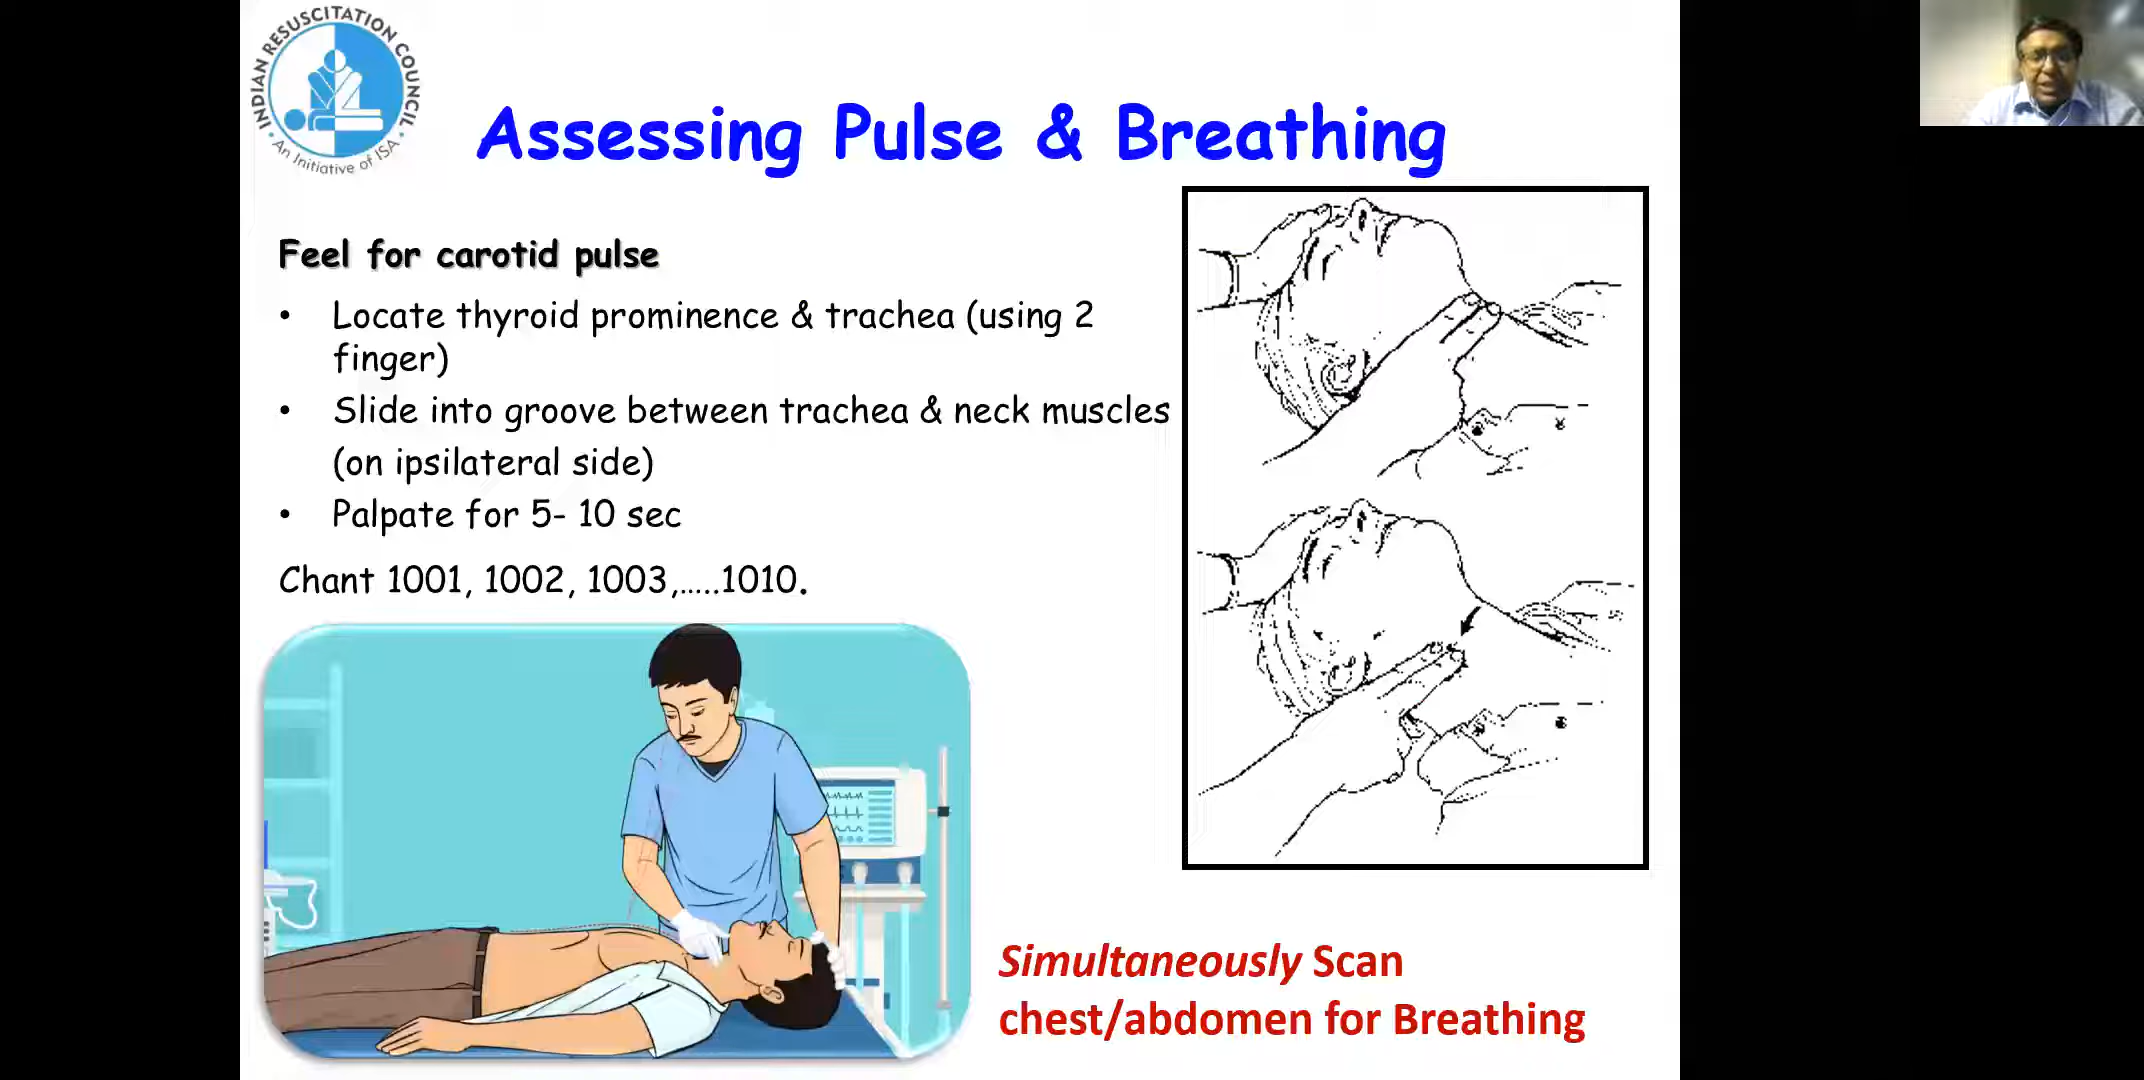 INDIAN RESUSCITATION COUNCIL
An Initiative of ISA
Assessing Pulse & Breathing
Feel for carotid pulse
• Locate thyroid prominence & trachea (using 2
finger)
• Slide into groove between trachea & neck muscles
(on ipsilateral side)
• Palpate for 5- 10 sec
Chant 1001, 1002, 1003,.....1010.
Simultaneously Scan
chest/abdomen for Breathing